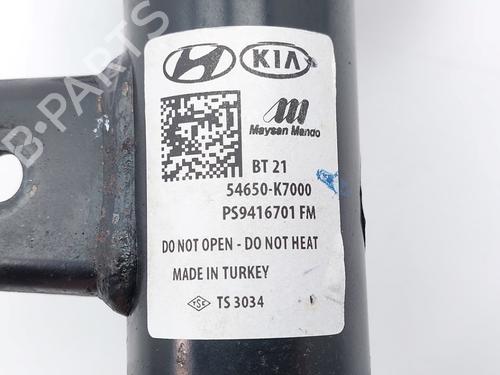 KIA
Maysan Mando
BT 21
54650-K7000
PS9416701 FM
DO NOT OPEN - DO NOT HEAT
MADE IN TURKEY
TSE TS 3034
B-PARTS